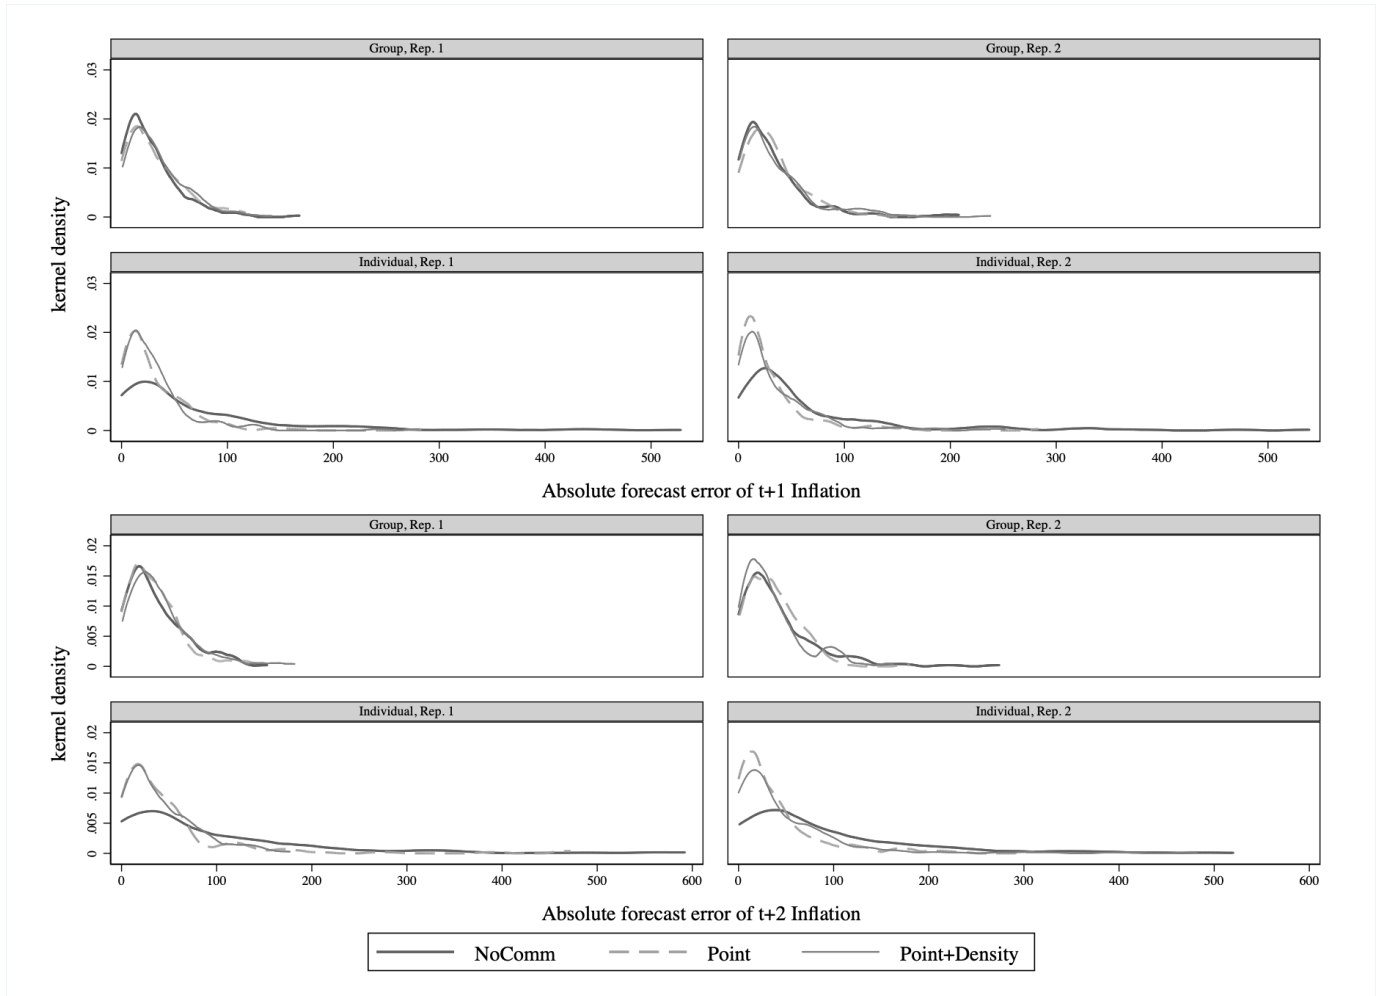 Group, Rep. 1
Group, Rep. 2
.03
.02
.01
0
Individual, Rep. 1
Individual, Rep. 2
.03
.02
.01
0
kernel density
0 100 200 300 400 500
0 100 200 300 400 500
Absolute forecast error of t+1 Inflation
Group, Rep. 1
Group, Rep. 2
.02
.015
.01
.005
0
Individual, Rep. 1
Individual, Rep. 2
.02
.015
.01
.005
0
kernel density
0 100 200 300 400 500 600
0 100 200 300 400 500 600
Absolute forecast error of t+2 Inflation
NoComm Point Point+Density